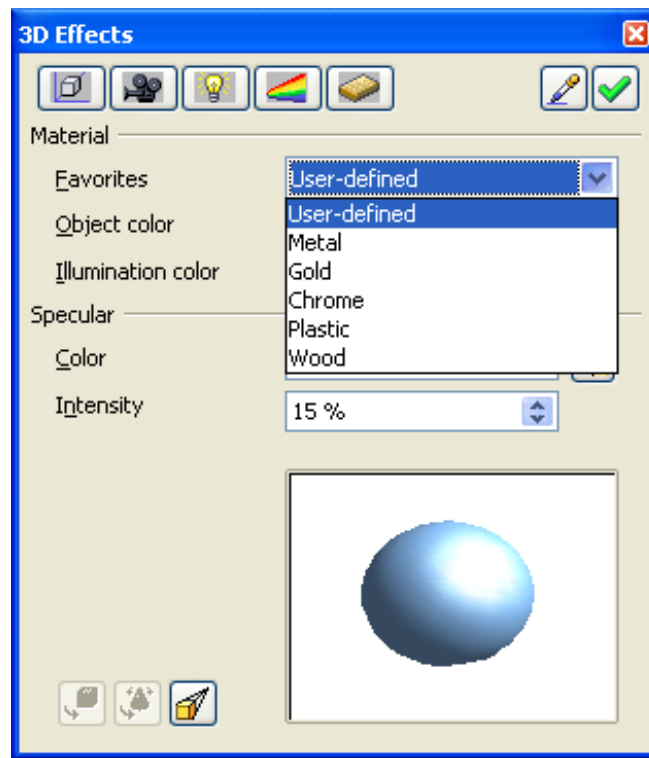 3D Effects
Material
Favorites
User-defined
User-defined
Object color
Metal
Illumination color
Gold
Chrome
Specular
Plastic
Color
Wood
Intensity
15 %